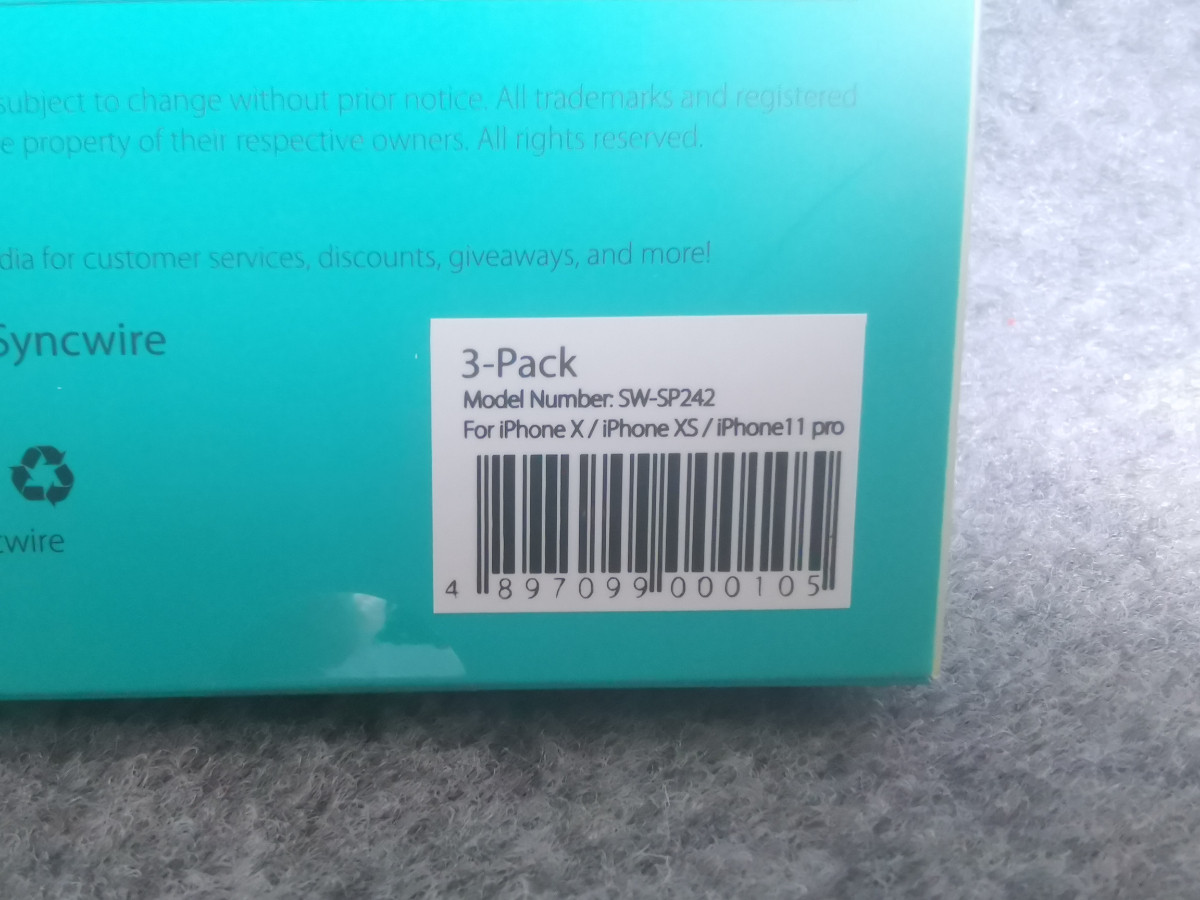 subject to change without prior notice. All trademarks and registered
e property of their respective owners. All rights reserved.
dia for customer services, discounts, giveaways, and more!
Syncwire
3-Pack
Model Number: SW-SP242
For iPhone X / iPhone XS / iPhone11 pro
cwire
4 897099 000105